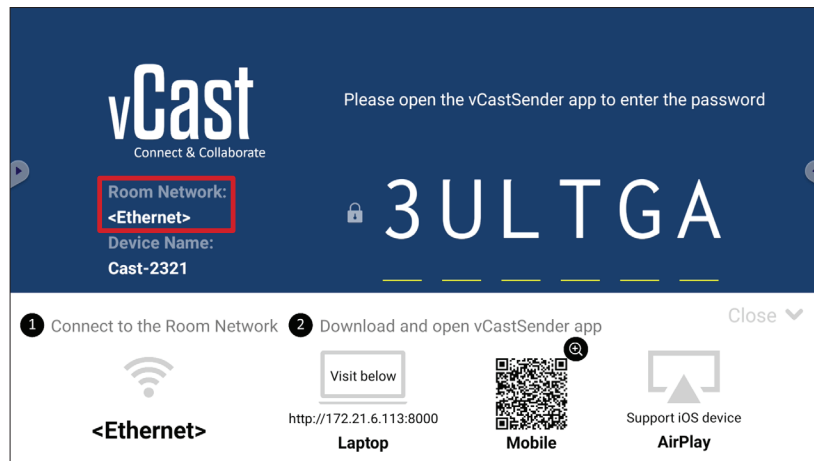 vCast
Connect & Collaborate
Please open the vCastSender app to enter the password
Room Network:
<Ethernet>
Device Name:
Cast-2321
3ULTGA
1 Connect to the Room Network
2 Download and open vCastSender app
Close
<Ethernet>
Visit below
http://172.21.6.113:8000
Laptop
Mobile
Support iOS device
AirPlay